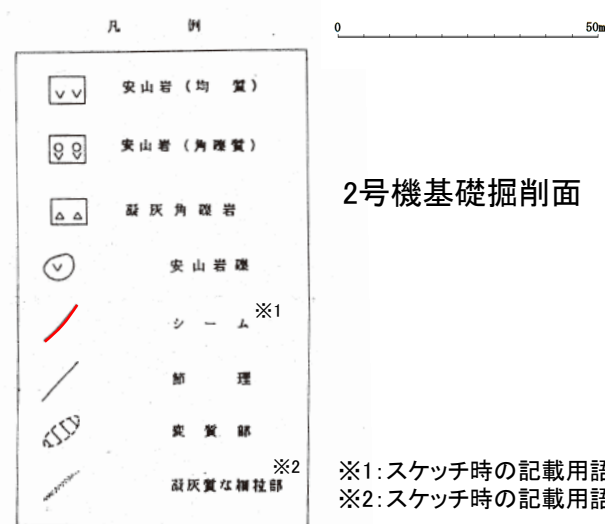 凡 例
0 50m
安山岩(均 質)
安山岩(角礫質)
凝灰角礫岩
安山岩礫
シーム ※1
節 理
変質部
凝灰質な細粒部 ※2
2号機基礎掘削面
※1:スケッチ時の記載用語
※2:スケッチ時の記載用語